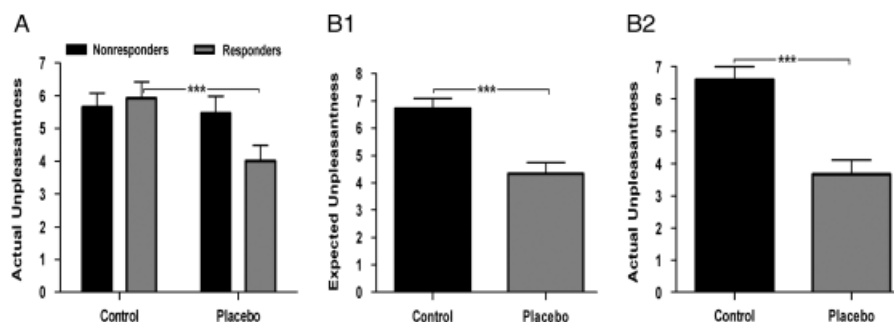 A
Nonresponders
Responders
***
Actual Unpleasantness
7
6
5
4
3
2
1
0
Control
Placebo
B1
***
Expected Unpleasantness
8
7
6
5
4
3
2
1
0
Control
Placebo
B2
***
Actual Unpleasantness
7
6
5
4
3
2
1
0
Control
Placebo